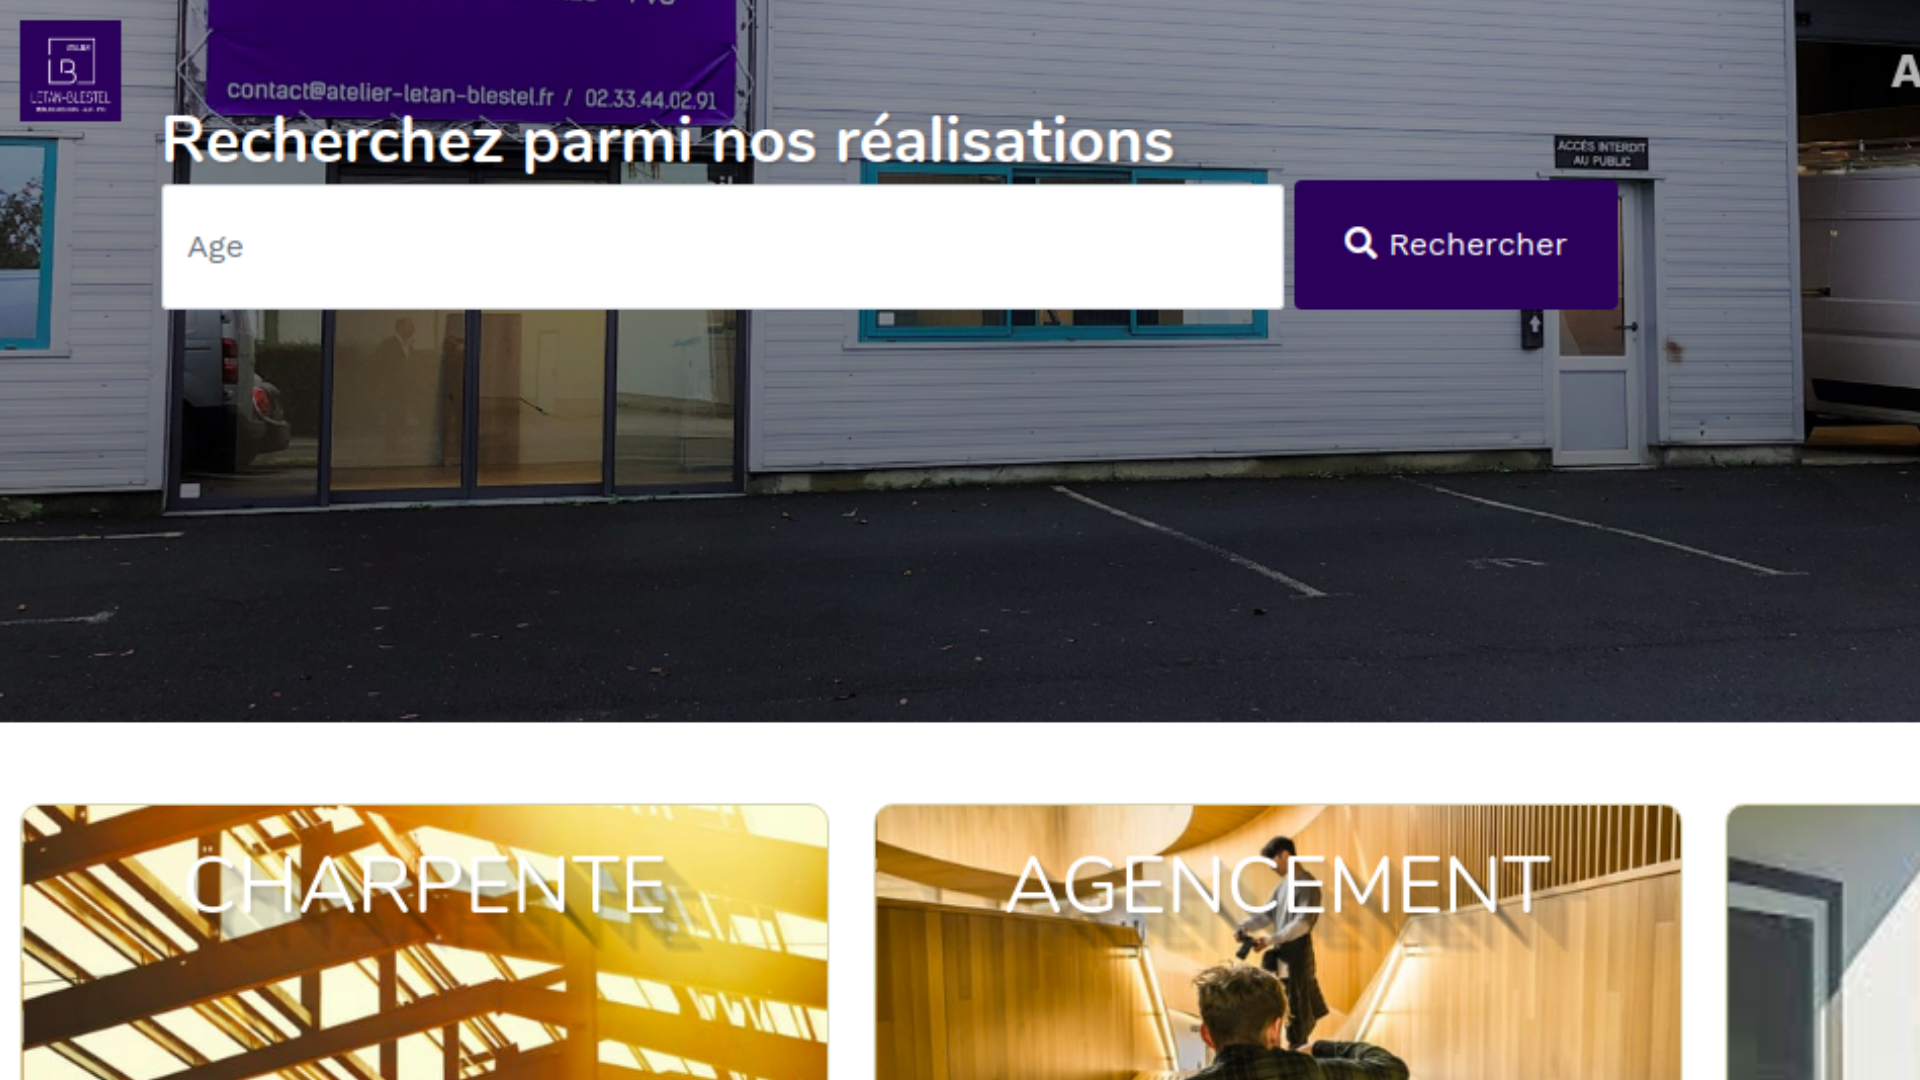 ATELIER
B
LETAN-BLESTEL
contact@atelier-letan-blestel.fr / 02.33.44.02.91
A
Recherchez parmi nos réalisations
ACCÈS INTERDIT
AU PUBLIC
Age
Rechercher
CHARPENTE
AGENCEMENT